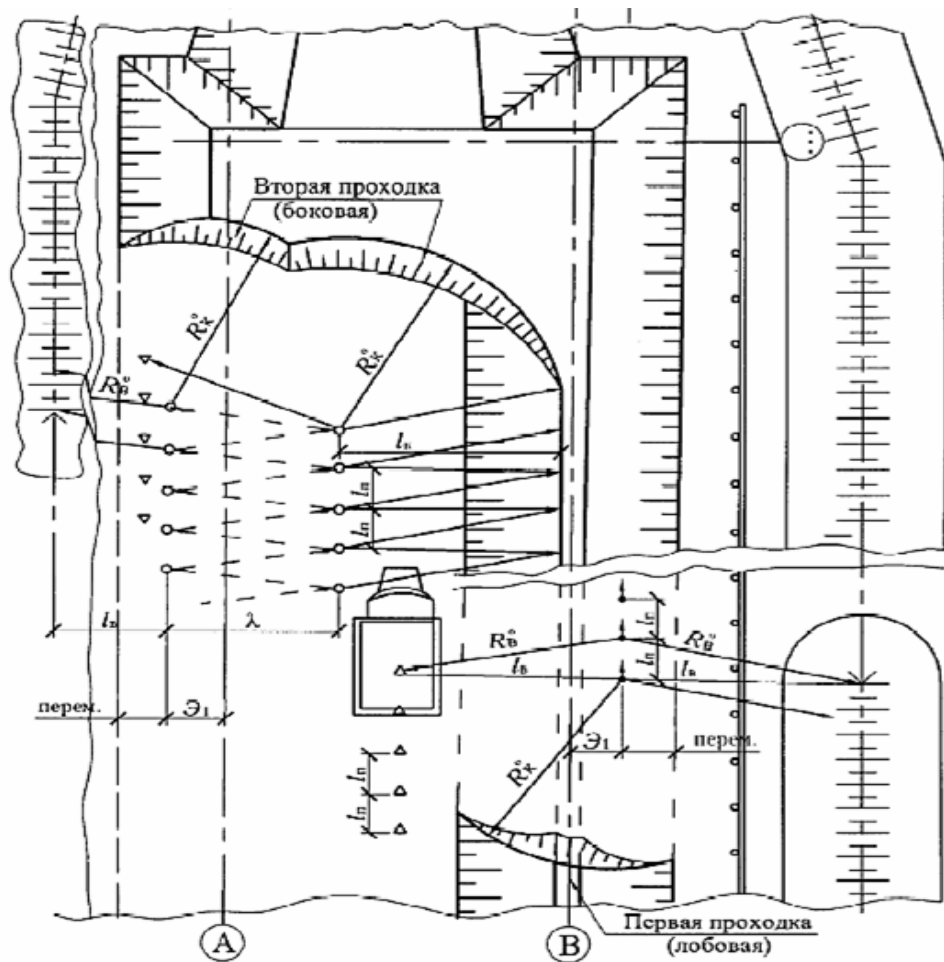 Вторая проходка
(боковая)
R°к
R°к
R°в
lв
lп
lп
lв
λ
R°в
R°в
lп
lп
lв
lв
перем.
Э1
Э1
перем.
R°к
lп
lп
Первая проходка
(лобовая)
А
В